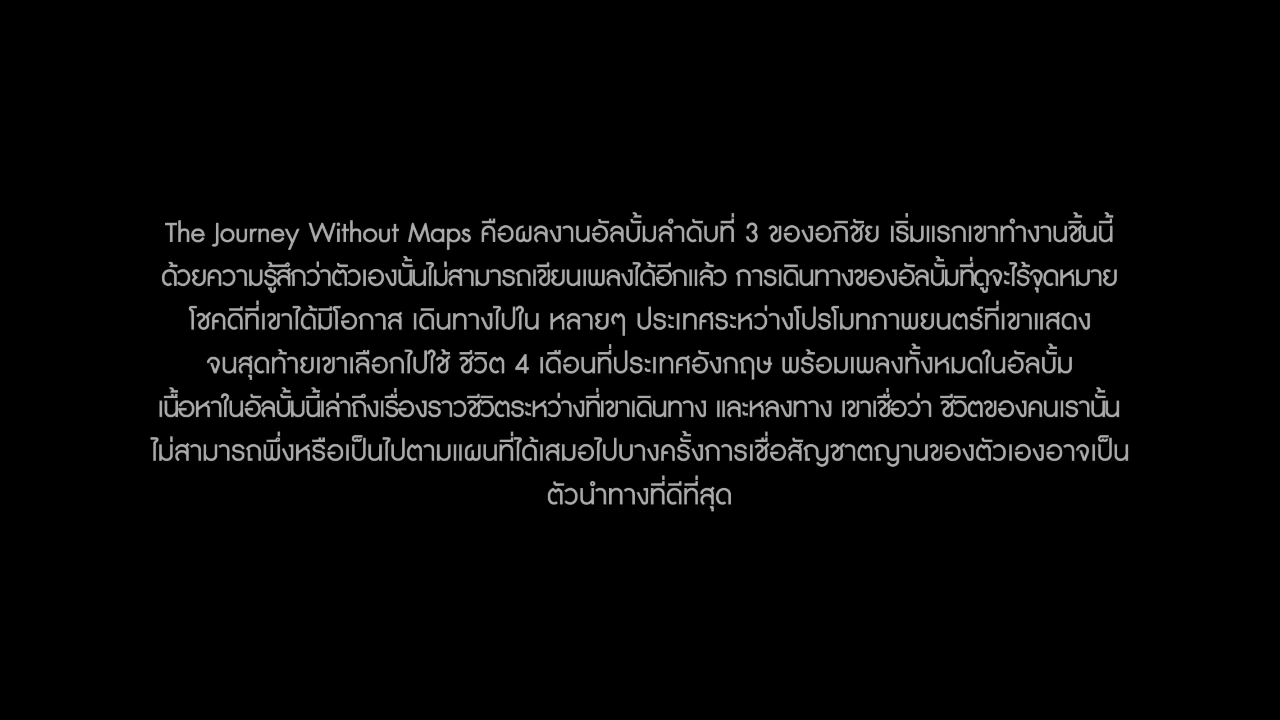 The Journey Without Maps คือผลงานอัลบั้มลำดับที่ 3 ของอภิชัย เริ่มแรกเขาทำงานชิ้นนี้
ด้วยความรู้สึกว่าตัวเองนั้นไม่สามารถเขียนเพลงได้อีกแล้ว การเดินทางของอัลบั้มที่ดูจะไร้จุดหมาย
โชคดีที่เขาได้มีโอกาส เดินทางไปใน หลายๆ ประเทศระหว่างโปรโมทภาพยนตร์ที่เขาแสดง
จนสุดท้ายเขาเลือกไปใช้ ชีวิต 4 เดือนที่ประเทศอังกฤษ พร้อมเพลงทั้งหมดในอัลบั้ม
เนื้อหาในอัลบั้มนี้เล่าถึงเรื่องราวชีวิตระหว่างที่เขาเดินทาง และหลงทาง เขาเชื่อว่า ชีวิตของคนเรานั้น
ไม่สามารถพึ่งหรือเป็นไปตามแผนที่ได้เสมอไปบางครั้งการเชื่อสัญชาตญานของตัวเองอาจเป็น
ตัวนำทางที่ดีที่สุด